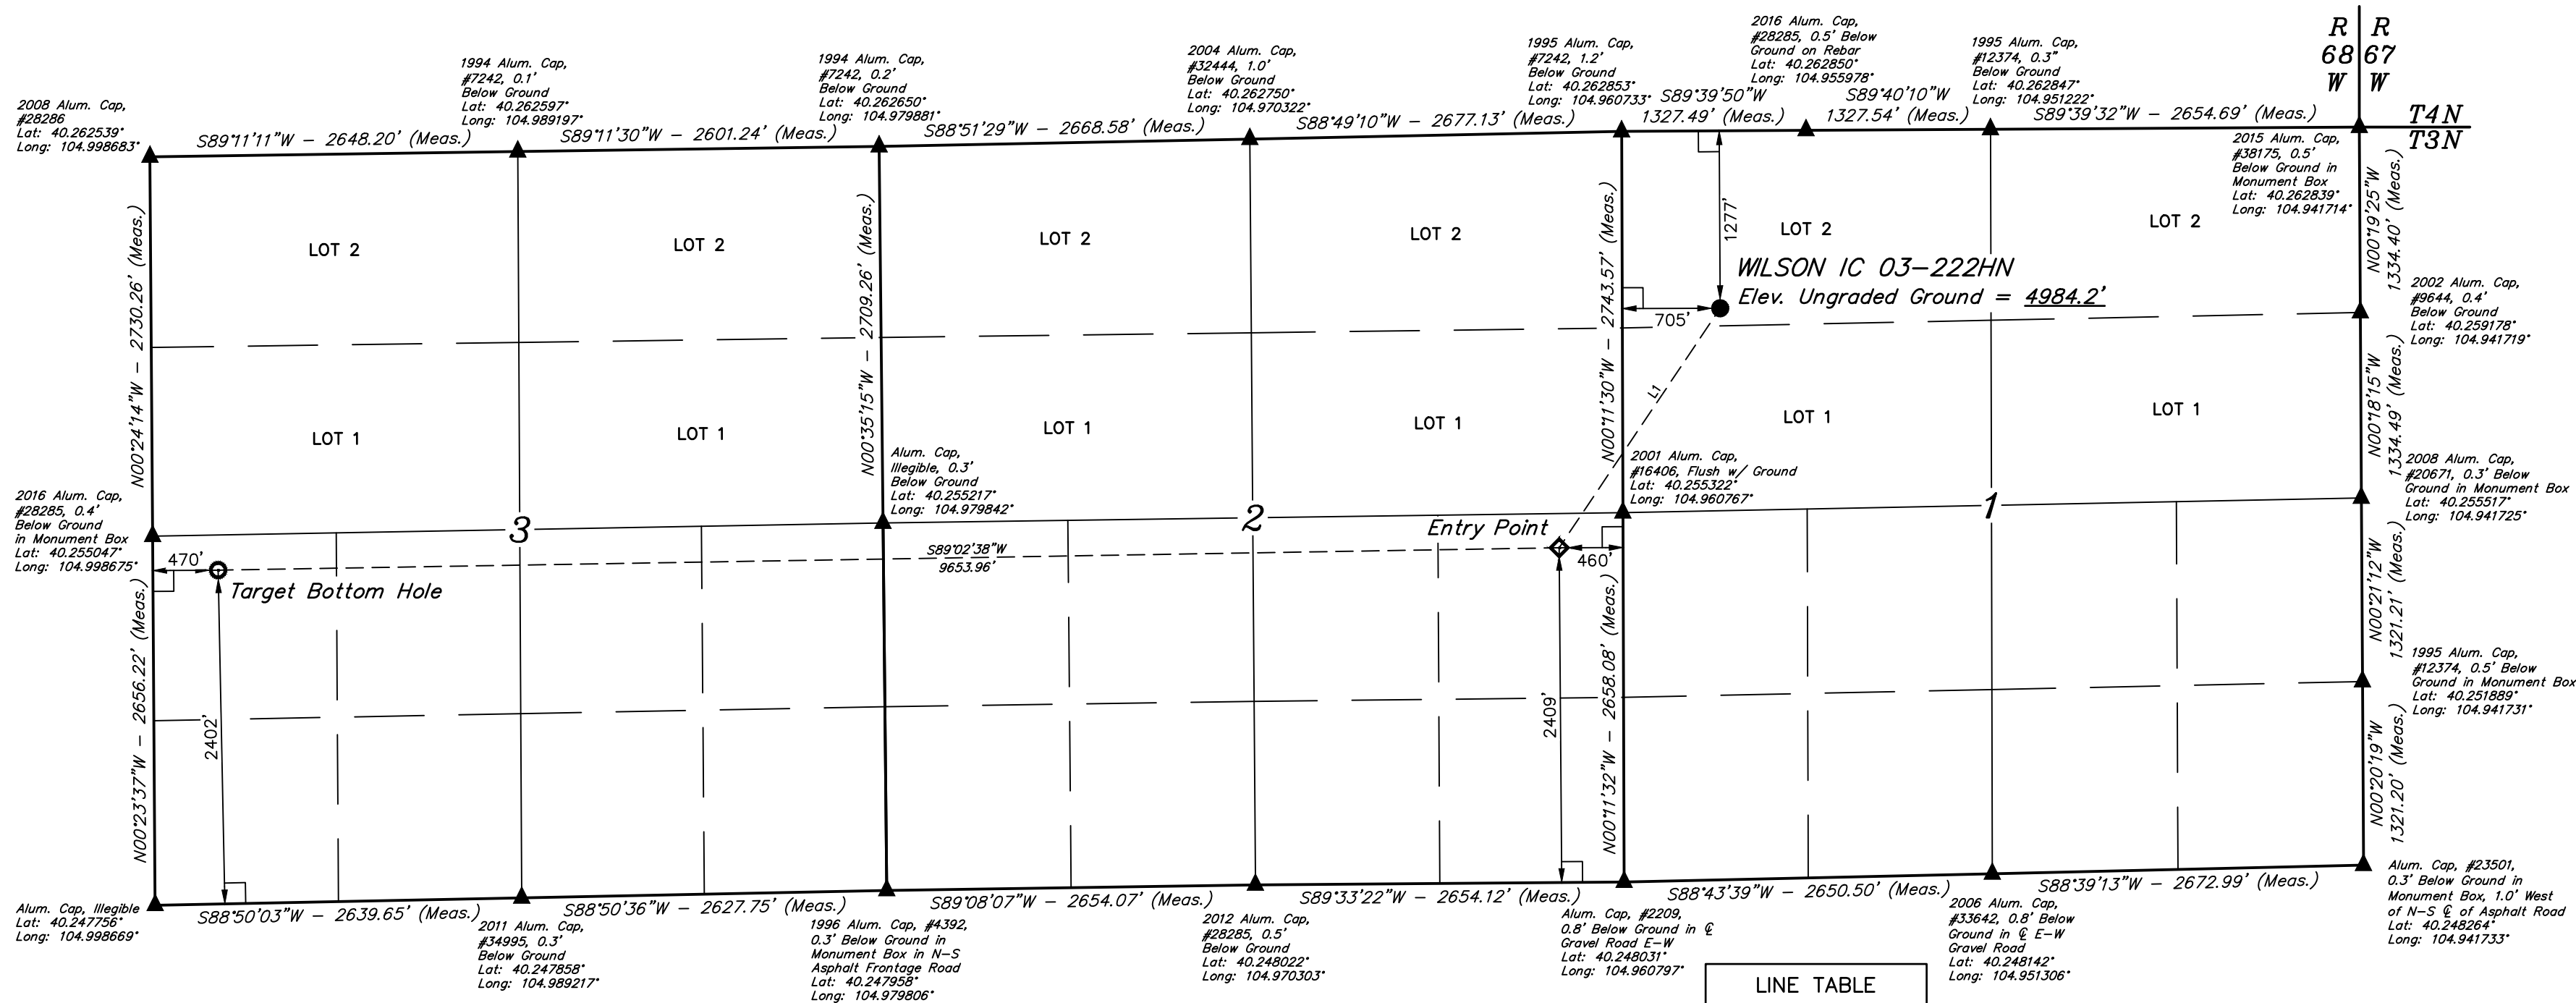 R R
68 67
W W
T4N
T3N
2008 Alum. Cap,
#28286
Lat: 40.262539°
Long: 104.998683°
1994 Alum. Cap,
#7242, 0.1'
Below Ground
Lat: 40.262597°
Long: 104.989197°
1994 Alum. Cap,
#7242, 0.2'
Below Ground
Lat: 40.262650°
Long: 104.979881°
2004 Alum. Cap,
#32444, 1.0'
Below Ground
Lat: 40.262750°
Long: 104.970322°
1995 Alum. Cap,
#7242, 1.2'
Below Ground
Lat: 40.262853°
Long: 104.960733°
2016 Alum. Cap,
#28285, 0.5' Below
Ground on Rebar
Lat: 40.262850°
Long: 104.955978°
1995 Alum. Cap,
#12374, 0.3"
Below Ground
Lat: 40.262847°
Long: 104.951222°
S89°11'11"W - 2648.20' (Meas.)
S89°11'30"W - 2601.24' (Meas.)
S88°51'29"W - 2668.58' (Meas.)
S88°49'10"W - 2677.13' (Meas.)
S89°39'50"W
1327.49' (Meas.)
S89°40'10"W
1327.54' (Meas.)
S89°39'32"W - 2654.69' (Meas.)
2015 Alum. Cap,
#38175, 0.5'
Below Ground in
Monument Box
Lat: 40.262839°
Long: 104.941714°
N00°24'14"W - 2730.26' (Meas.)
N00°35'15"W - 2709.26' (Meas.)
N00°11'30"W - 2743.57' (Meas.)
N00°19'25"W
1334.40' (Meas.)
LOT 2
LOT 2
LOT 2
LOT 2
LOT 2
LOT 2
1277'
705'
WILSON IC 03-222HN
Elev. Ungraded Ground = 4984.2'
2002 Alum. Cap,
#9644, 0.4'
Below Ground
Lat: 40.259178°
Long: 104.941719°
N00°18'15"W
1334.49' (Meas.)
L1
LOT 1
LOT 1
LOT 1
LOT 1
LOT 1
LOT 1
2016 Alum. Cap,
#28285, 0.4'
Below Ground
in Monument Box
Lat: 40.255047°
Long: 104.998675°
Alum. Cap,
Illegible, 0.3'
Below Ground
Lat: 40.255217°
Long: 104.979842°
2001 Alum. Cap,
#16406, Flush w/ Ground
Lat: 40.255322°
Long: 104.960767°
2008 Alum. Cap,
#20671, 0.3' Below
Ground in Monument Box
Lat: 40.255517°
Long: 104.941725°
3
2
1
Entry Point
460'
S89°02'38"W
9653.96'
470'
Target Bottom Hole
2402'
2409'
N00°23'37"W - 2656.22' (Meas.)
N00°11'32"W - 2658.08' (Meas.)
N00°21'12"W
1321.21' (Meas.)
1995 Alum. Cap,
#12374, 0.5' Below
Ground in Monument Box
Lat: 40.251889°
Long: 104.941731°
N00°20'19"W
1321.20' (Meas.)
S88°50'03"W - 2639.65' (Meas.)
S88°50'36"W - 2627.75' (Meas.)
S89°08'07"W - 2654.07' (Meas.)
S89°33'22"W - 2654.12' (Meas.)
S88°43'39"W - 2650.50' (Meas.)
S88°39'13"W - 2672.99' (Meas.)
Alum. Cap, Illegible
Lat: 40.247756°
Long: 104.998669°
2011 Alum. Cap,
#34995, 0.3'
Below Ground
Lat: 40.247858°
Long: 104.989217°
1996 Alum. Cap, #4392,
0.3' Below Ground in
Monument Box in N-S
Asphalt Frontage Road
Lat: 40.247958°
Long: 104.979806°
2012 Alum. Cap,
#28285, 0.5'
Below Ground
Lat: 40.248022°
Long: 104.970303°
Alum. Cap, #2209,
0.8' Below Ground in ℄
Gravel Road E-W
Lat: 40.248031°
Long: 104.960797°
2006 Alum. Cap,
#33642, 0.8' Below
Ground in ℄ E-W
Gravel Road
Lat: 40.248142°
Long: 104.951306°
Alum. Cap, #23501,
0.3' Below Ground in
Monument Box, 1.0' West
of N-S ℄ of Asphalt Road
Lat: 40.248264°
Long: 104.941733°
LINE TABLE